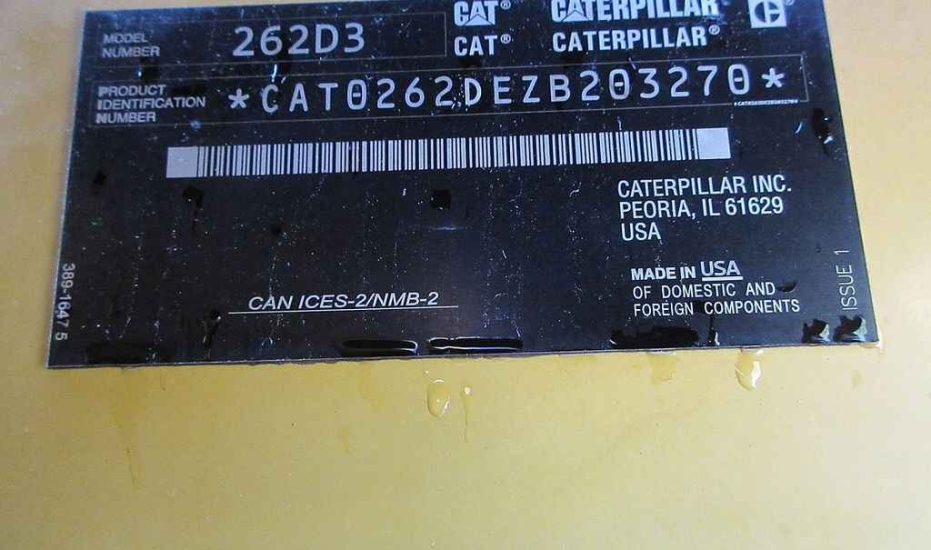 MODEL
NUMBER
262D3
CAT® CATERPILLAR® C
CAT® CATERPILLAR®
PRODUCT
IDENTIFICATION
NUMBER
*CAT0262DEZB203270*
CATERPILLAR INC.
PEORIA, IL 61629
USA
MADE IN USA
OF DOMESTIC AND
FOREIGN COMPONENTS
CAN ICES-2/NMB-2
389-1647 5
ISSUE 1